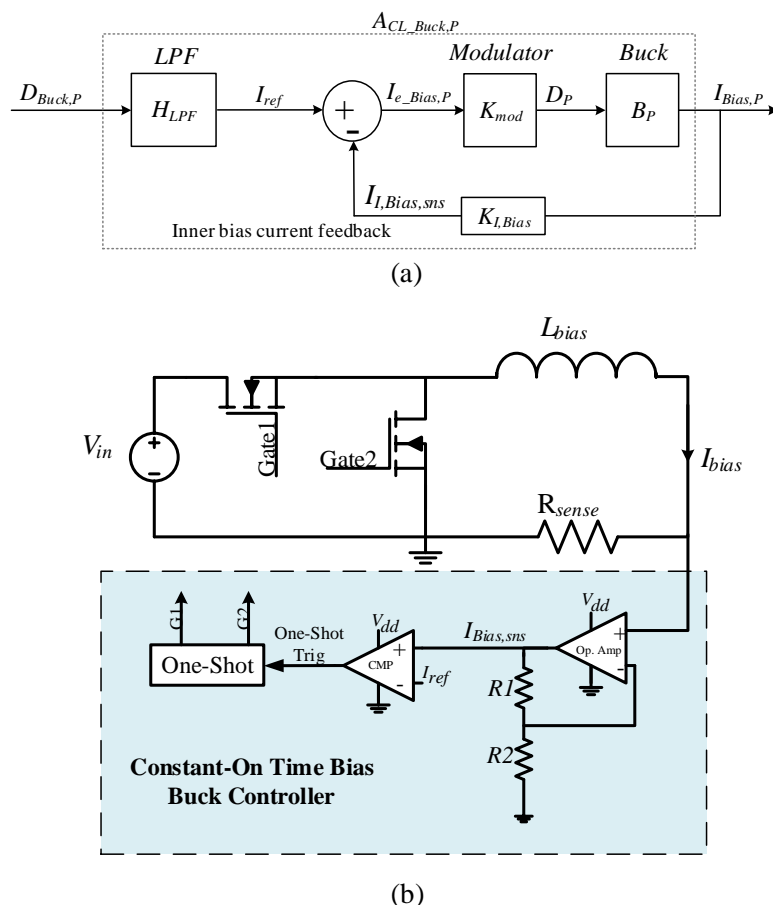 A_{CL_Buck,P}
LPF
Modulator
Buck
D_{Buck,P}
H_{LPF}
I_{ref}
+
-
I_{e_Bias,P}
K_{mod}
D_P
B_P
I_{Bias,P}
I_{I,Bias,sns}
K_{I,Bias}
Inner bias current feedback
(a)
L_{bias}
V_{in}
+
-
Gate1
Gate2
I_{bias}
R_{sense}
G1
G2
One-Shot
One-Shot
Trig
V_{dd}
+
CMP
-
I_{ref}
I_{Bias,sns}
V_{dd}
+
Op. Amp
-
R1
R2
Constant-On Time Bias
Buck Controller
(b)